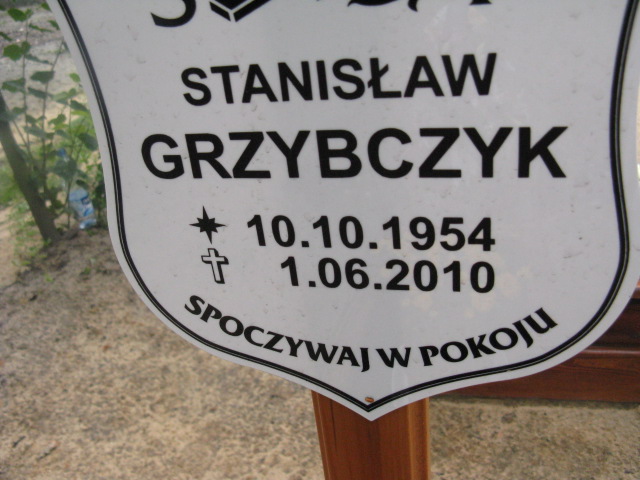 STANISŁAW
GRZYBCZYK
10.10.1954
1.06.2010
SPOCZYWAJ W POKOJU